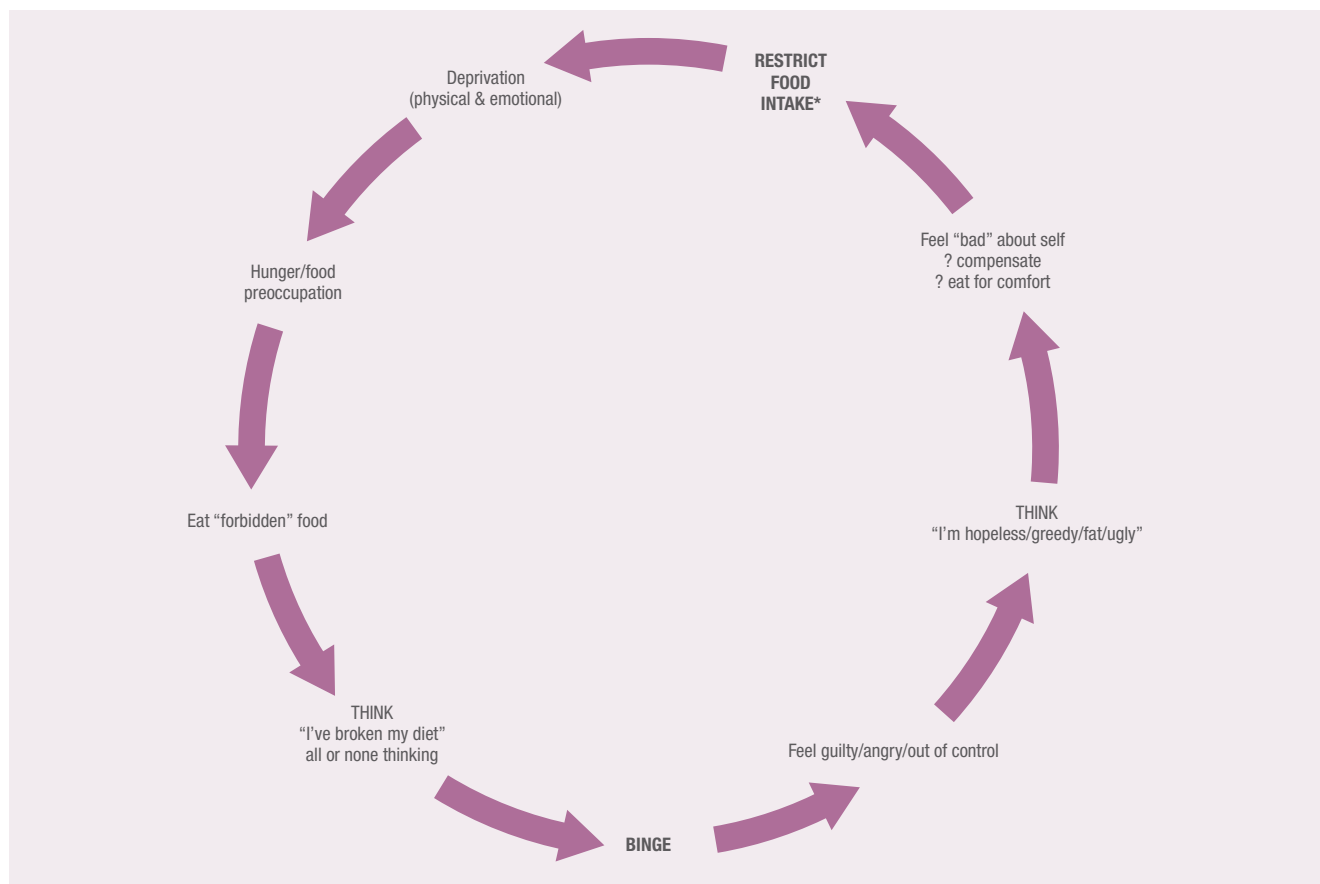 RESTRICT
FOOD
INTAKE*
Deprivation
(physical & emotional)
Hunger/food
preoccupation
Eat “forbidden” food
THINK
“I’ve broken my diet”
all or none thinking
BINGE
Feel guilty/angry/out of control
THINK
“I’m hopeless/greedy/fat/ugly”
Feel “bad” about self
? compensate
? eat for comfort